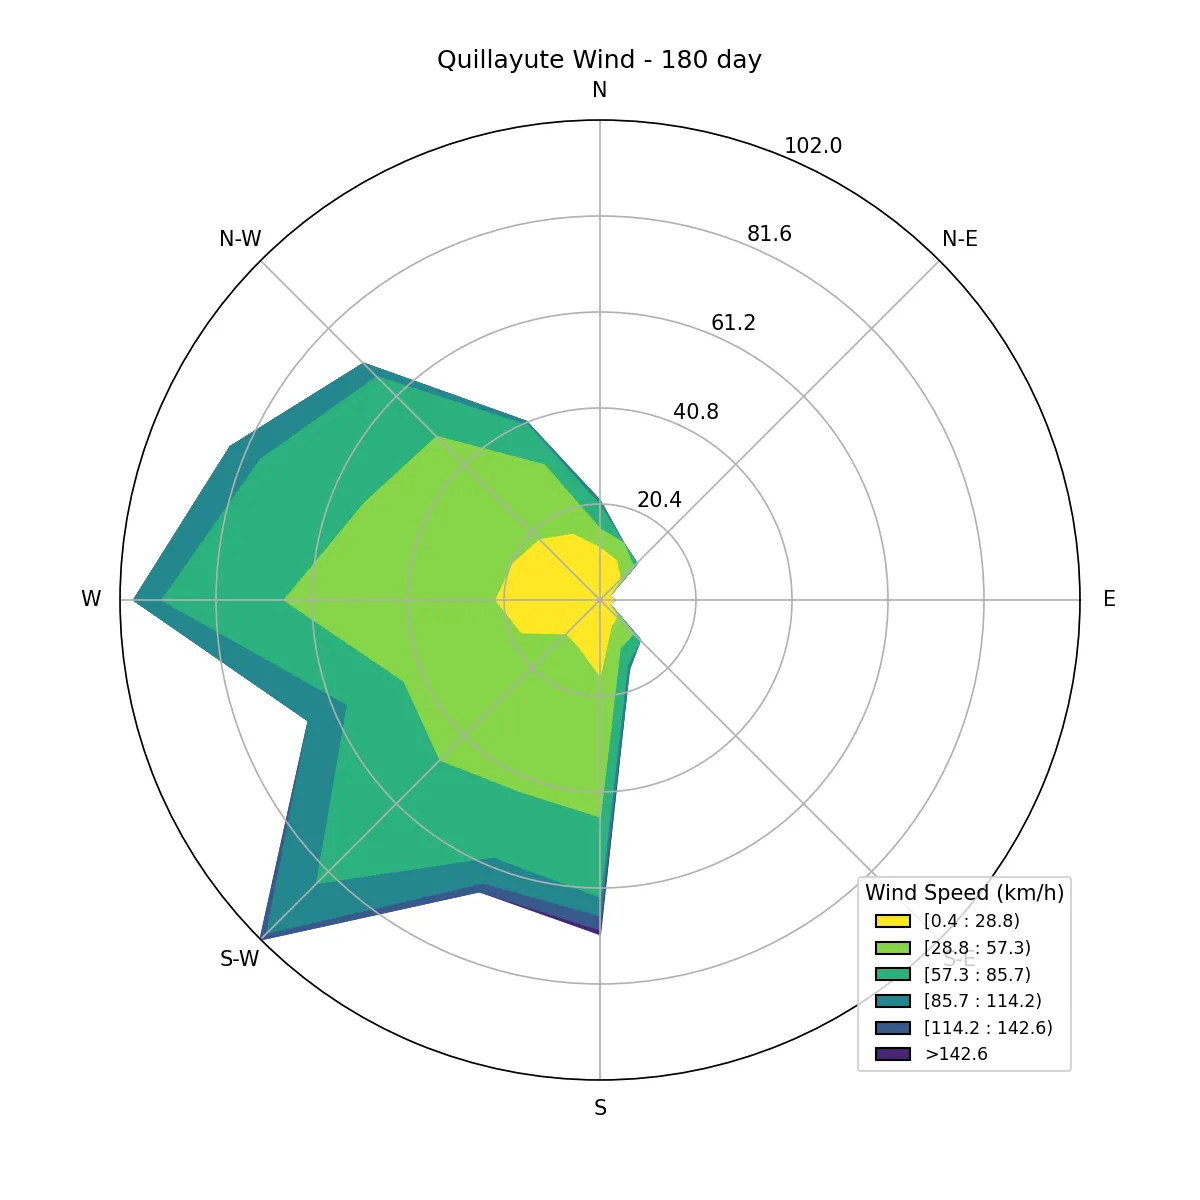 Quillayute Wind - 180 day
N
102.0
N-W
81.6
N-E
61.2
40.8
20.4
W
E
Wind Speed (km/h)
[0.4 : 28.8)
[28.8 : 57.3)
[57.3 : 85.7)
[85.7 : 114.2)
[114.2 : 142.6)
>142.6
S-W
S-E
S